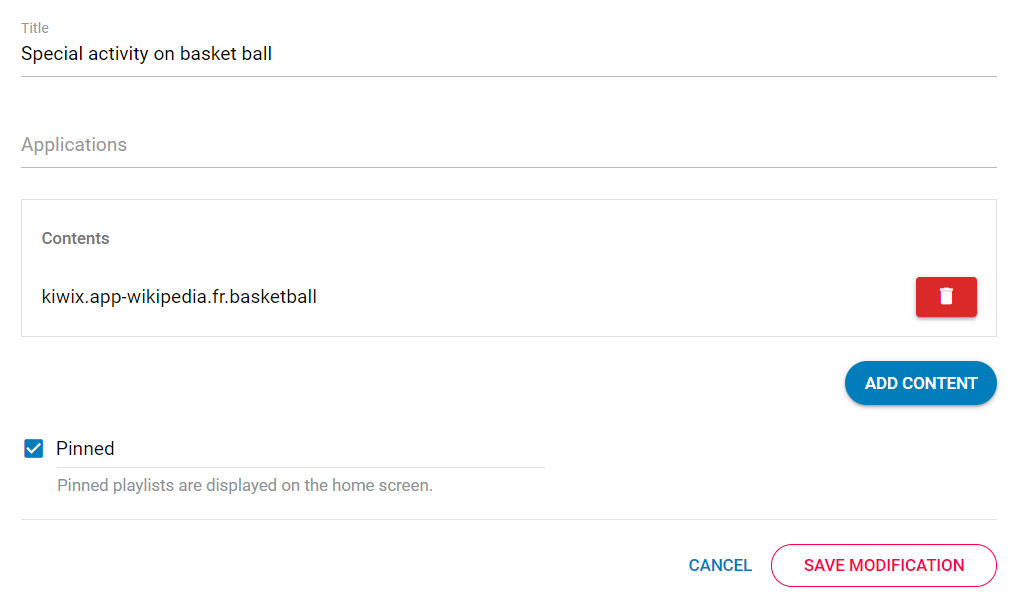 Title
Special activity on basket ball
Applications
Contents
kiwix.app-wikipedia.fr.basketball
ADD CONTENT
Pinned
Pinned playlists are displayed on the home screen.
CANCEL
SAVE MODIFICATION